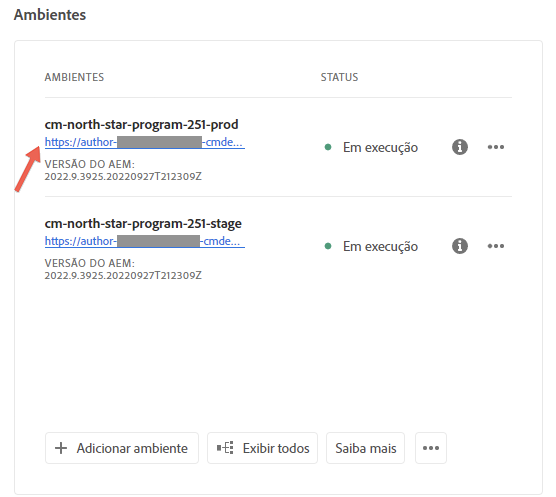 Ambientes
AMBIENTES STATUS
cm-north-star-program-251-prod
https://author- -cmde...
Em execução
VERSÃO DO AEM:
2022.9.3925.20220927T212309Z
cm-north-star-program-251-stage
https://author- -cmde...
Em execução
VERSÃO DO AEM:
2022.9.3925.20220927T212309Z
Adicionar ambiente Exibir todos Saiba mais